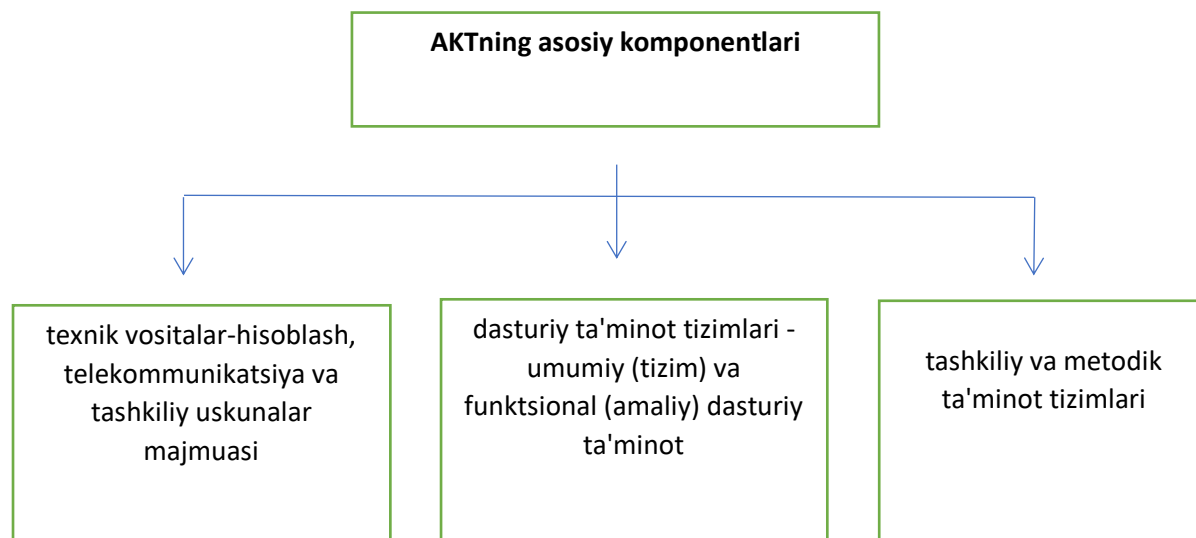 AKTning asosiy komponentlari
texnik vositalar-hisoblash,
telekommunikatsiya va
tashkiliy uskunalar
majmuasi
dasturiy ta'minot tizimlari -
umumiy (tizim) va
funktsional (amaliy) dasturiy
ta'minot
tashkiliy va metodik
ta'minot tizimlari